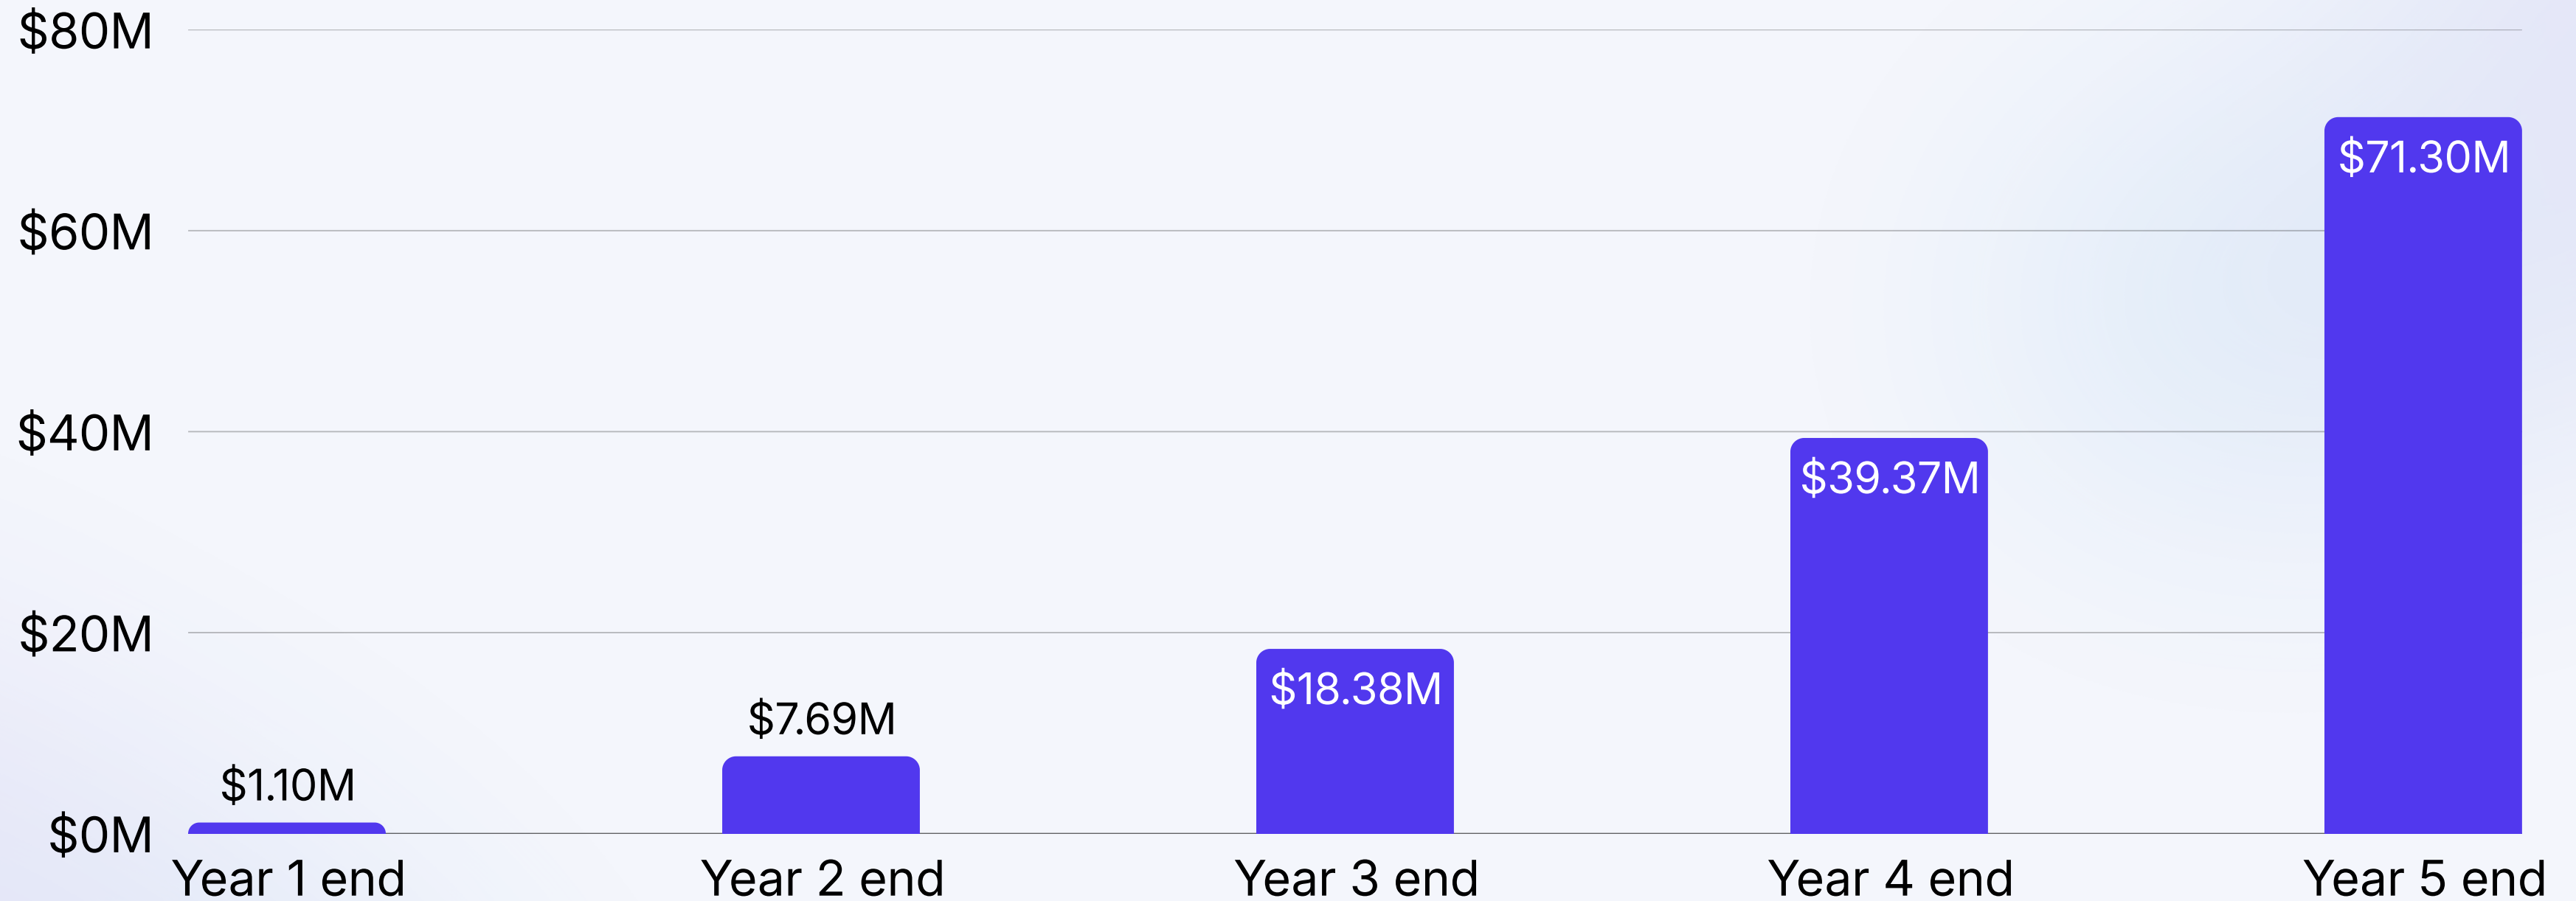 $80M
$60M
$40M
$20M
$0M
$1.10M
$7.69M
$18.38M
$39.37M
$71.30M
Year 1 end
Year 2 end
Year 3 end
Year 4 end
Year 5 end